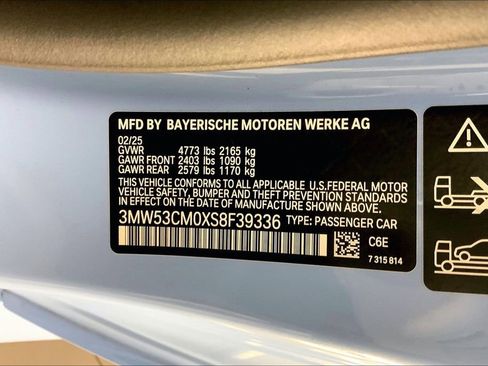 MFD BY BAYERISCHE MOTOREN WERKE AG
02/25
GVWR 4773 lbs 2165 kg
GAWR FRONT 2403 lbs 1090 kg
GAWR REAR 2579 lbs 1170 kg
THIS VEHICLE CONFORMS TO ALL APPLICABLE U.S.FEDERAL MOTOR
VEHICLE SAFETY, BUMPER AND THEFT PREVENTION STANDARDS
IN EFFECT ON THE DATE OF MANUFACTURE SHOWN ABOVE.
3MW53CM0XS8F39336 TYPE: PASSENGER CAR
C6E
7 315 814